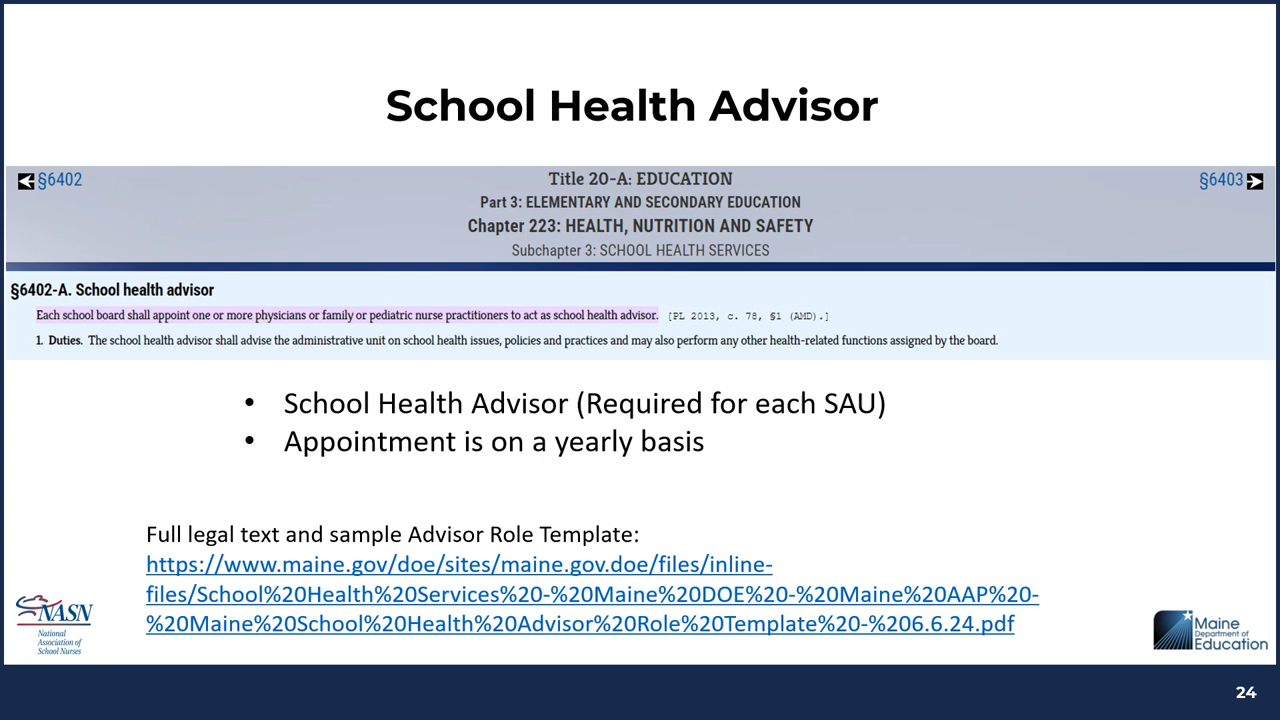 School Health Advisor
§6402
Title 20-A: EDUCATION
§6403
Part 3: ELEMENTARY AND SECONDARY EDUCATION
Chapter 223: HEALTH, NUTRITION AND SAFETY
Subchapter 3: SCHOOL HEALTH SERVICES
§6402-A. School health advisor
Each school board shall appoint one or more physicians or family or pediatric nurse practitioners to act as school health advisor. [PL 2013, c. 78, §1 (AMD).]
1. Duties. The school health advisor shall advise the administrative unit on school health issues, policies and practices and may also perform any other health-related functions assigned by the board.
• School Health Advisor (Required for each SAU)
• Appointment is on a yearly basis
Full legal text and sample Advisor Role Template:
https://www.maine.gov/doe/sites/maine.gov.doe/files/inline-
files/School%20Health%20Services%20-%20Maine%20DOE%20-%20Maine%20AAP%20-
%20Maine%20School%20Health%20Advisor%20Role%20Template%20-%206.6.24.pdf
NASN
National
Association of
School Nurses
Maine
Department of
Education
24